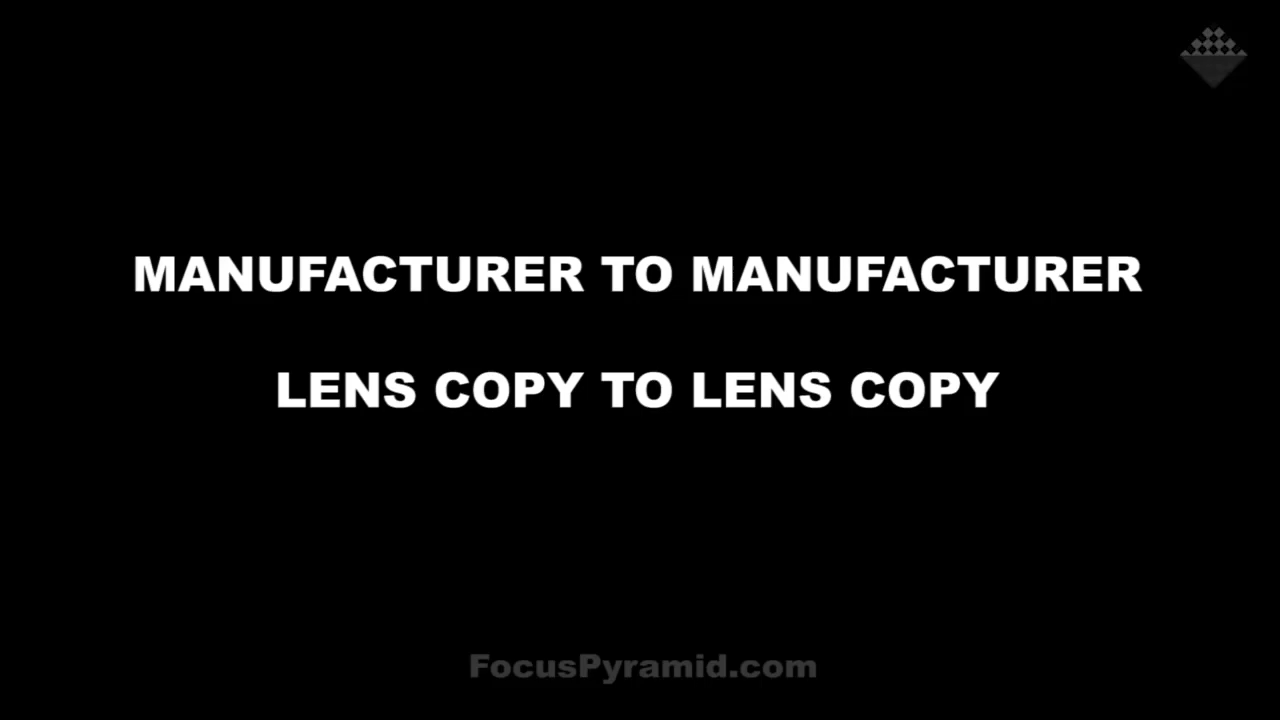 MANUFACTURER TO MANUFACTURER
LENS COPY TO LENS COPY
FocusPyramid.com